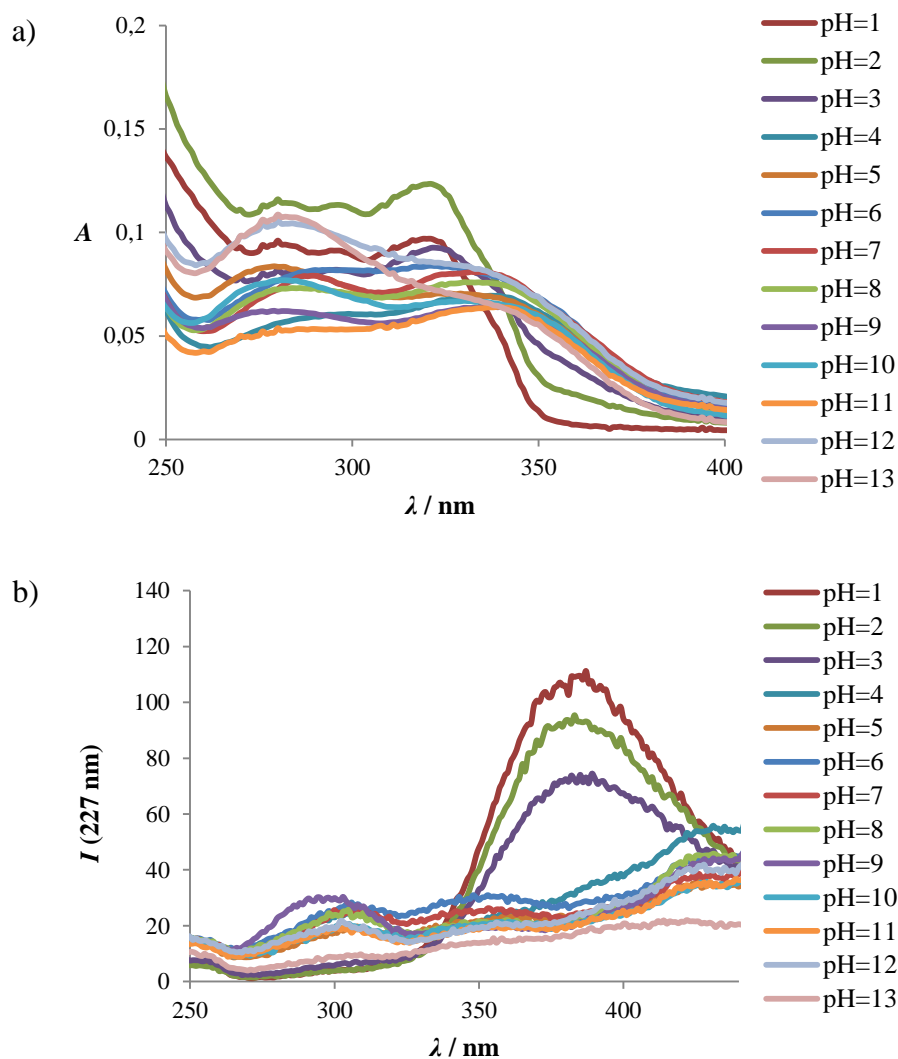 a)
0,2
0,15
0,1
0,05
0
A
250
300
350
400
λ / nm
pH=1
pH=2
pH=3
pH=4
pH=5
pH=6
pH=7
pH=8
pH=9
pH=10
pH=11
pH=12
pH=13
b)
140
120
100
80
60
40
20
0
I (227 nm)
250
300
350
400
λ / nm
pH=1
pH=2
pH=3
pH=4
pH=5
pH=6
pH=7
pH=8
pH=9
pH=10
pH=11
pH=12
pH=13